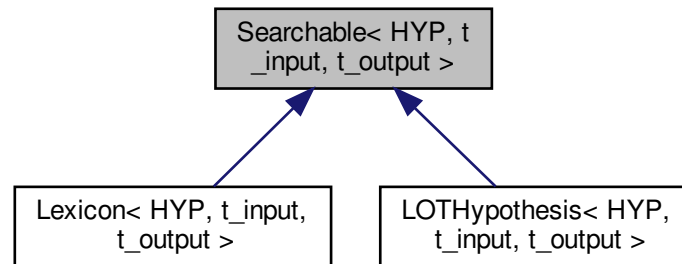 Searchable< HYP, t
_input, t_output >
Lexicon< HYP, t_input,
t_output >
LOTHypothesis< HYP,
t_input, t_output >